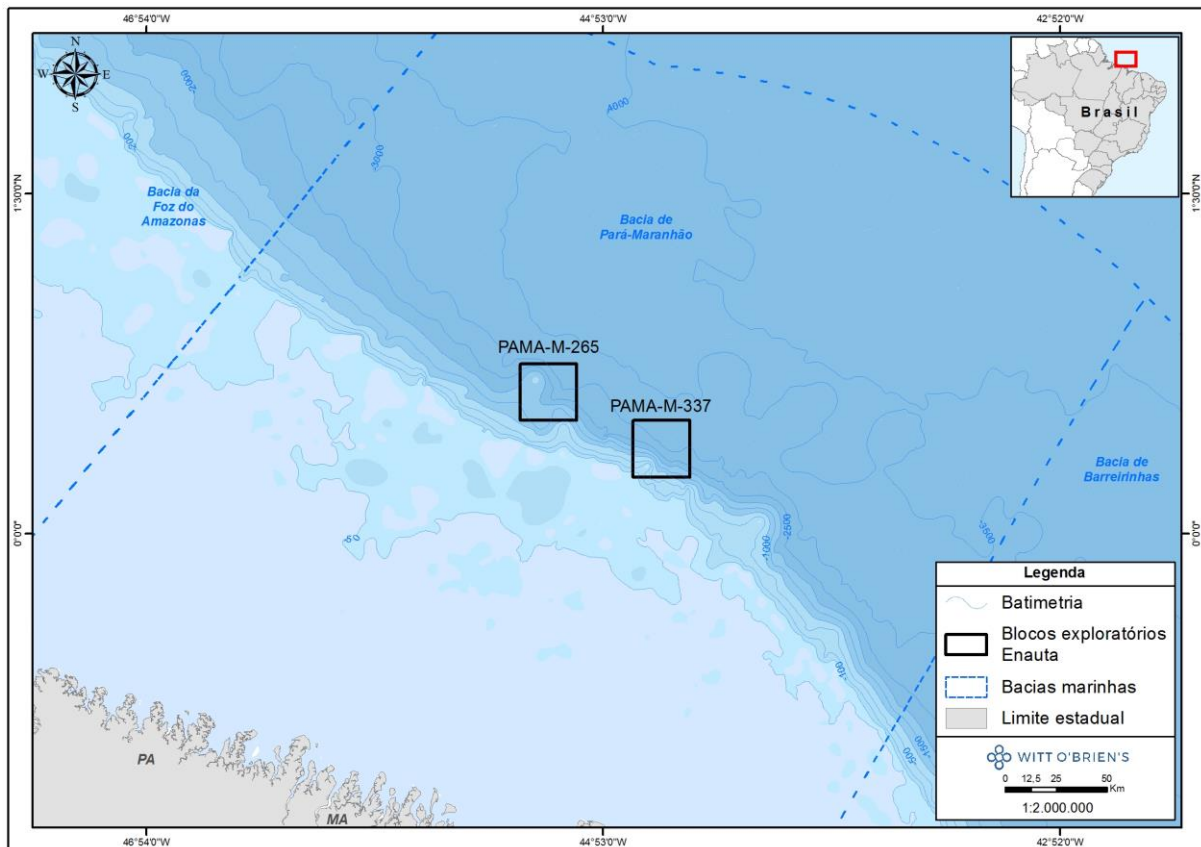 46°54'0"W
44°53'0"W
42°52'0"W
N
W
E
S
-2000
-200
-3000
-4000
1°30'0"N
1°30'0"N
Brasil
Bacia da
Foz do
Amazonas
Bacia de
Pará-Maranhão
PAMA-M-265
PAMA-M-337
Bacia de
Barreirinhas
0°0'0"
0°0'0"
-50
-1000
-2500
-3500
-100
-500
-1500
PA
MA
Legenda
Batimetria
Blocos exploratórios
Enauta
Bacias marinhas
Limite estadual
WITT O'BRIEN'S
0 12,5 25 50
Km
1:2.000.000
46°54'0"W
44°53'0"W
42°52'0"W